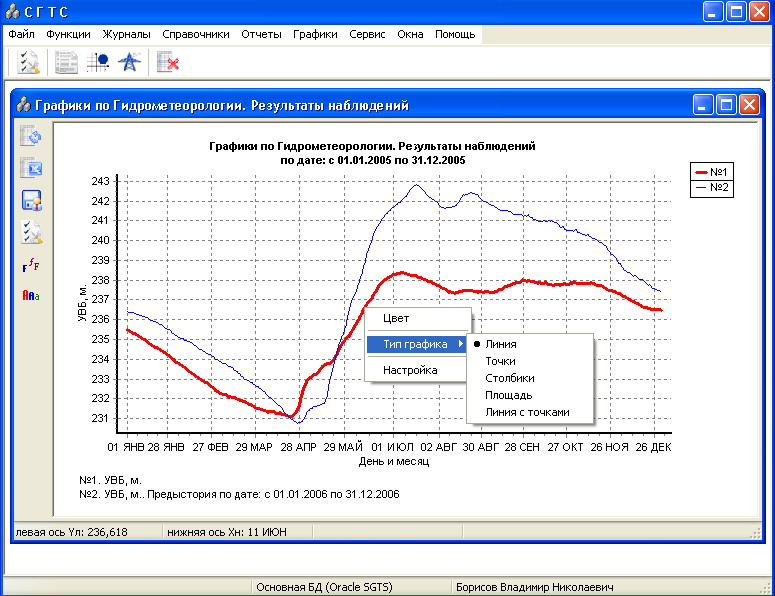 СГТС
Файл Функции Журналы Справочники Отчеты Графики Сервис Окна Помощь
Графики по Гидрометеорологии. Результаты наблюдений
Графики по Гидрометеорологии. Результаты наблюдений
по дате: с 01.01.2005 по 31.12.2005
№1
№2
243
242
241
240
239
238
237
236
235
234
233
232
231
УВБ, м.
Цвет
Тип графика
Настройка
Линия
Точки
Столбики
Площадь
Линия с точками
01 ЯНВ 28 ЯНВ 27 ФЕВ 29 МАР 28 АПР 29 МАЙ 01 ИЮЛ 02 АВГ 30 АВГ 28 СЕН 27 ОКТ 26 НОЯ 26 ДЕК
День и месяц
№1. УВБ, м.
№2. УВБ, м.. Предыстория по дате: с 01.01.2006 по 31.12.2006
левая ось Yл: 236,618 нижняя ось Xн: 11 ИЮН
Основная БД (Oracle SGTS) Борисов Владимир Николаевич